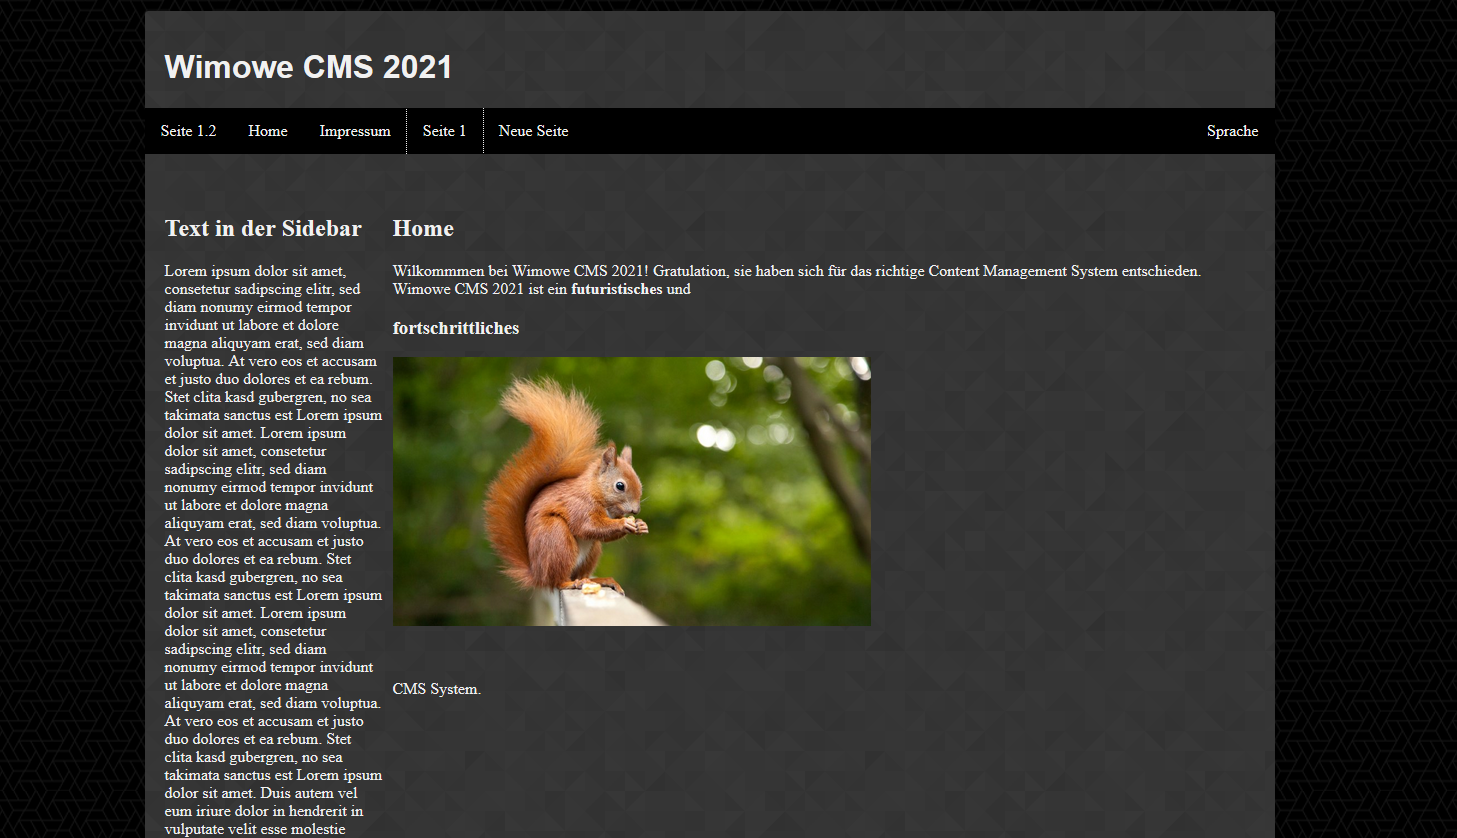 Wimowe CMS 2021
Seite 1.2 Home Impressum Seite 1 Neue Seite Sprache
Text in der Sidebar
Lorem ipsum dolor sit amet,
consetetur sadipscing elitr, sed
diam nonumy eirmod tempor
invidunt ut labore et dolore
magna aliquyam erat, sed diam
voluptua. At vero eos et accusam
et justo duo dolores et ea rebum.
Stet clita kasd gubergren, no sea
takimata sanctus est Lorem ipsum
dolor sit amet. Lorem ipsum
dolor sit amet, consetetur
sadipscing elitr, sed diam
nonumy eirmod tempor invidunt
ut labore et dolore magna
aliquyam erat, sed diam voluptua.
At vero eos et accusam et justo
duo dolores et ea rebum. Stet
clita kasd gubergren, no sea
takimata sanctus est Lorem ipsum
dolor sit amet. Lorem ipsum
dolor sit amet, consetetur
sadipscing elitr, sed diam
nonumy eirmod tempor invidunt
ut labore et dolore magna
aliquyam erat, sed diam voluptua.
At vero eos et accusam et justo
duo dolores et ea rebum. Stet
clita kasd gubergren, no sea
takimata sanctus est Lorem ipsum
dolor sit amet. Duis autem vel
eum iriure dolor in hendrerit in
vulputate velit esse molestie
Home
Wilkommmen bei Wimowe CMS 2021! Gratulation, sie haben sich für das richtige Content Management System entschieden.
Wimowe CMS 2021 ist ein futuristisches und
fortschrittliches
CMS System.